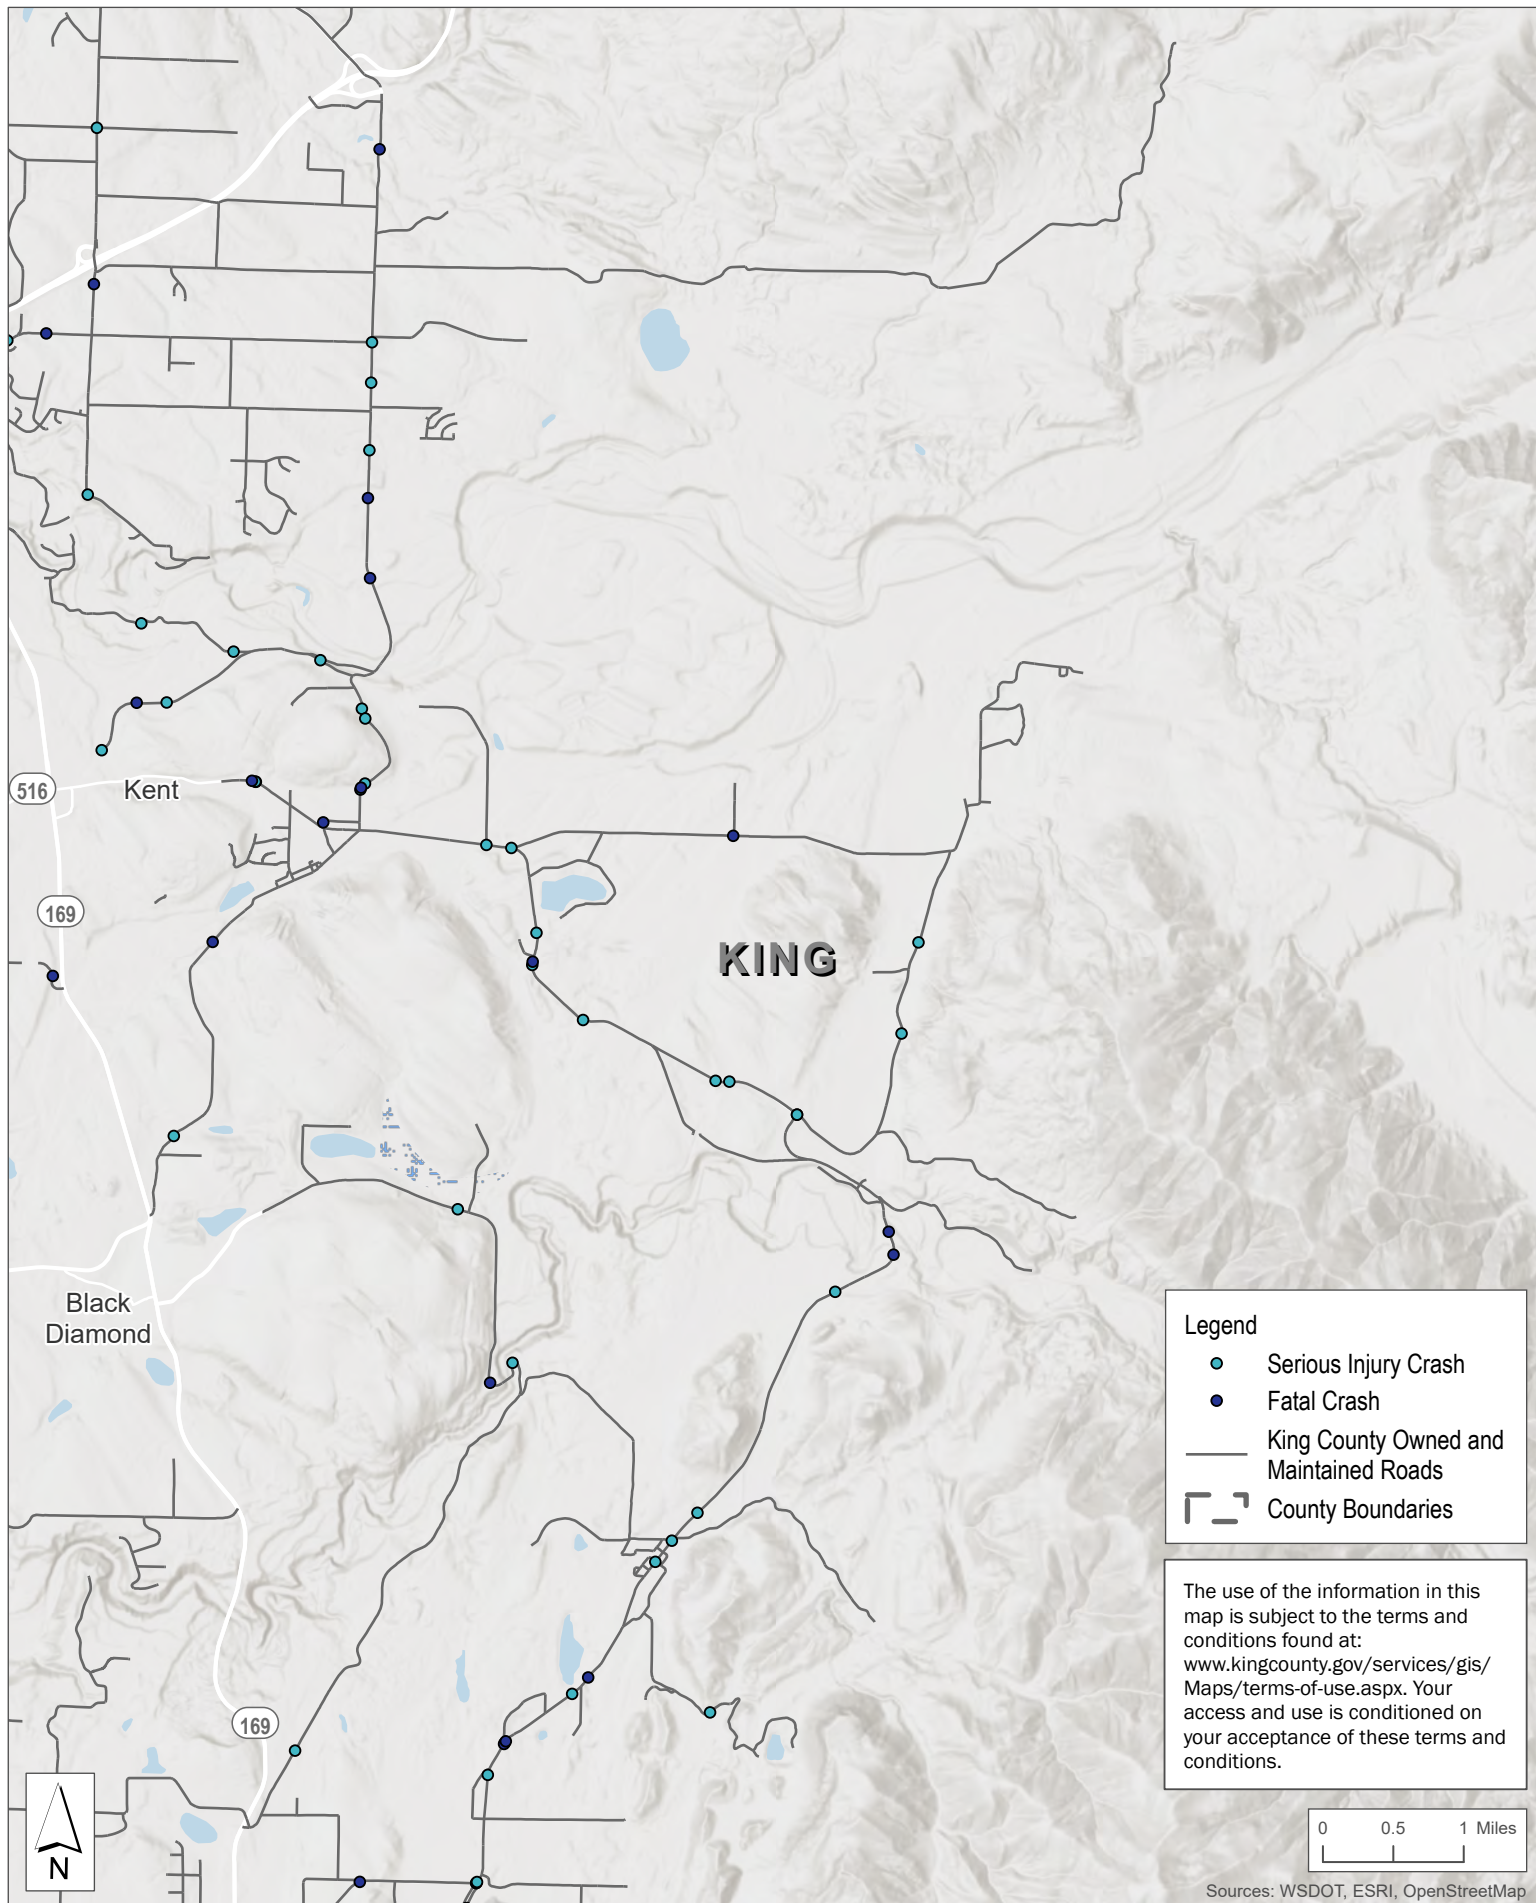 516
Kent
169
KING
Black
Diamond
Legend
Serious Injury Crash
Fatal Crash
King County Owned and
Maintained Roads
County Boundaries
The use of the information in this
map is subject to the terms and
conditions found at:
www.kingcounty.gov/services/gis/
Maps/terms-of-use.aspx. Your
access and use is conditioned on
your acceptance of these terms and
conditions.
169
N
0 0.5 1 Miles
Sources: WSDOT, ESRI, OpenStreetMap